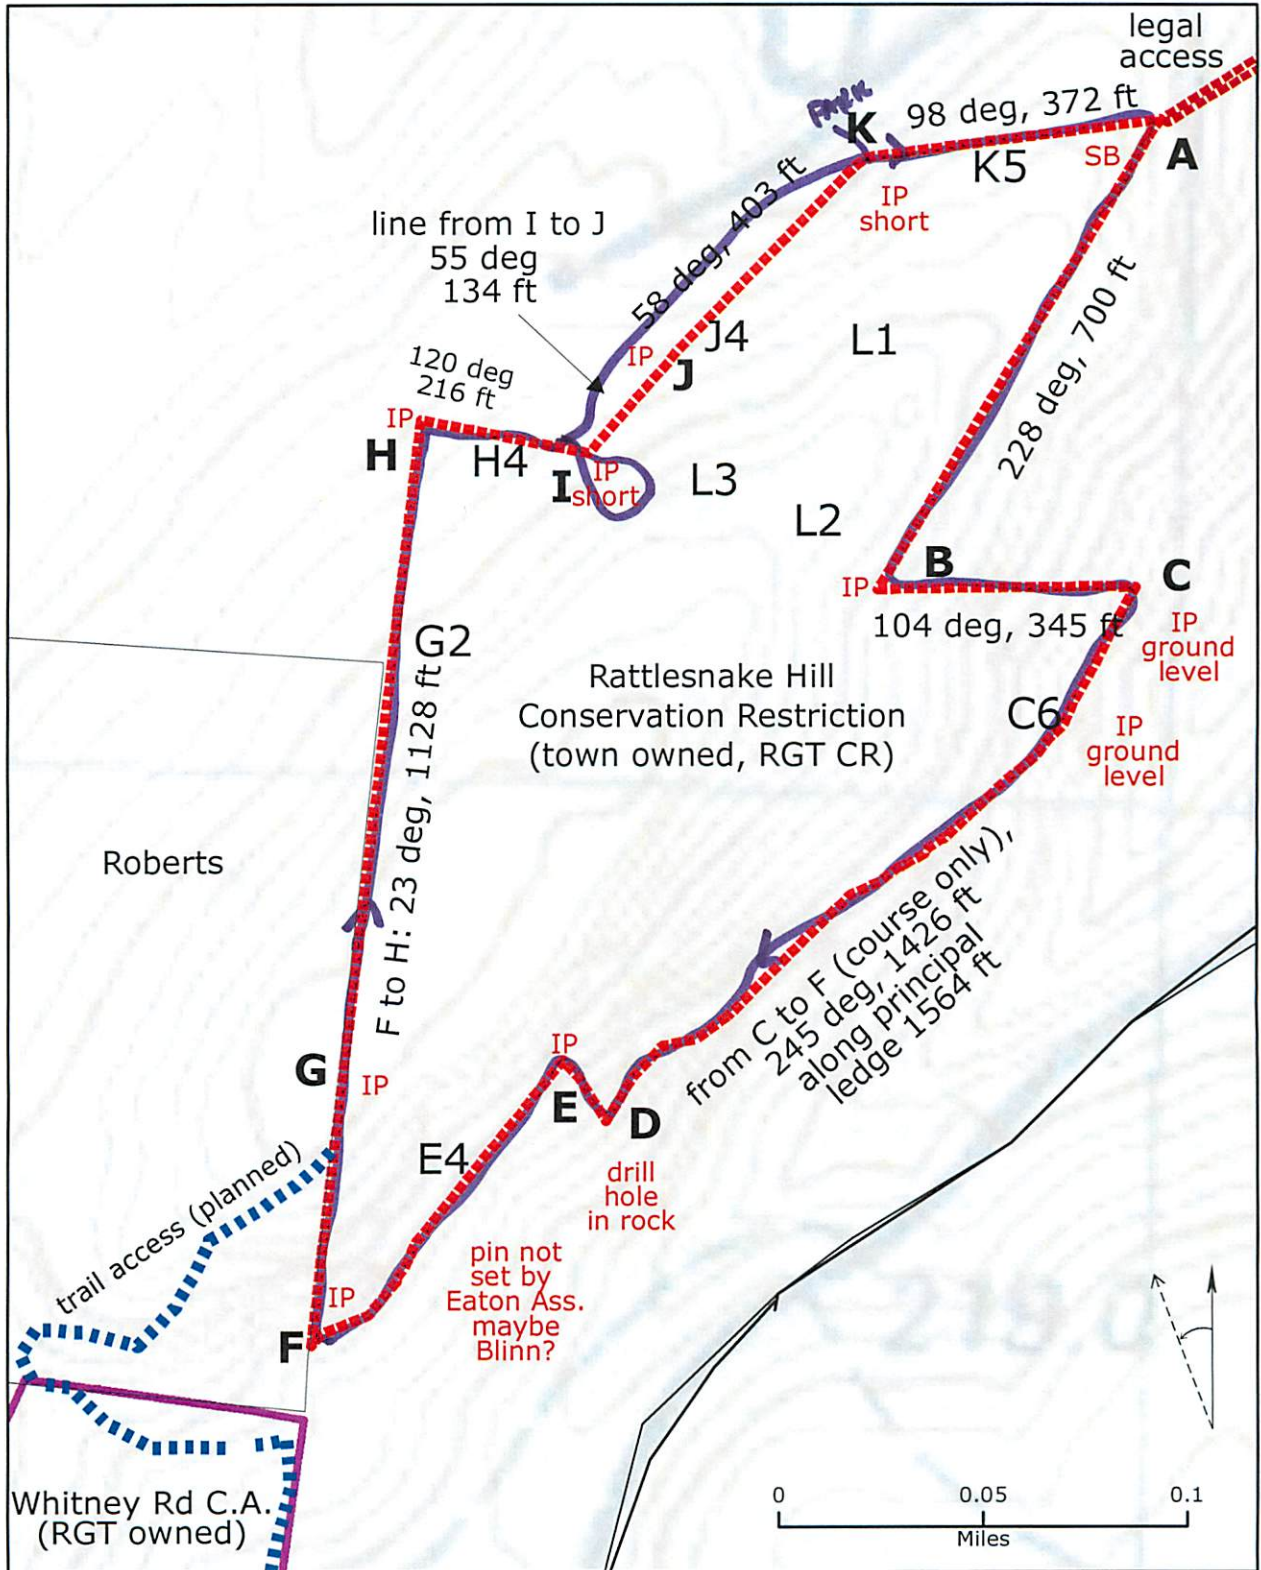 legal
access
98 deg, 372 ft
K
A
SB
K5
IP
short
58 deg, 403 ft
line from I to J
55 deg
134 ft
J4
IP
J
L1
228 deg, 700 ft
120 deg
216 ft
IP
H
H4
I
IP
short
L3
L2
B
IP
C
104 deg, 345 ft
IP
ground
level
G2
Rattlesnake Hill
Conservation Restriction
(town owned, RGT CR)
C6
IP
ground
level
F to H: 23 deg, 1128 ft
Roberts
from C to F (course only),
245 deg, 1426 ft
along principal
ledge 1564 ft
G
IP
IP
E
D
E4
drill
hole
in rock
trail access (planned)
pin not
set by
Eaton Ass.
maybe
Blinn?
IP
F
Whitney Rd C.A.
(RGT owned)
0 0.05 0.1
Miles